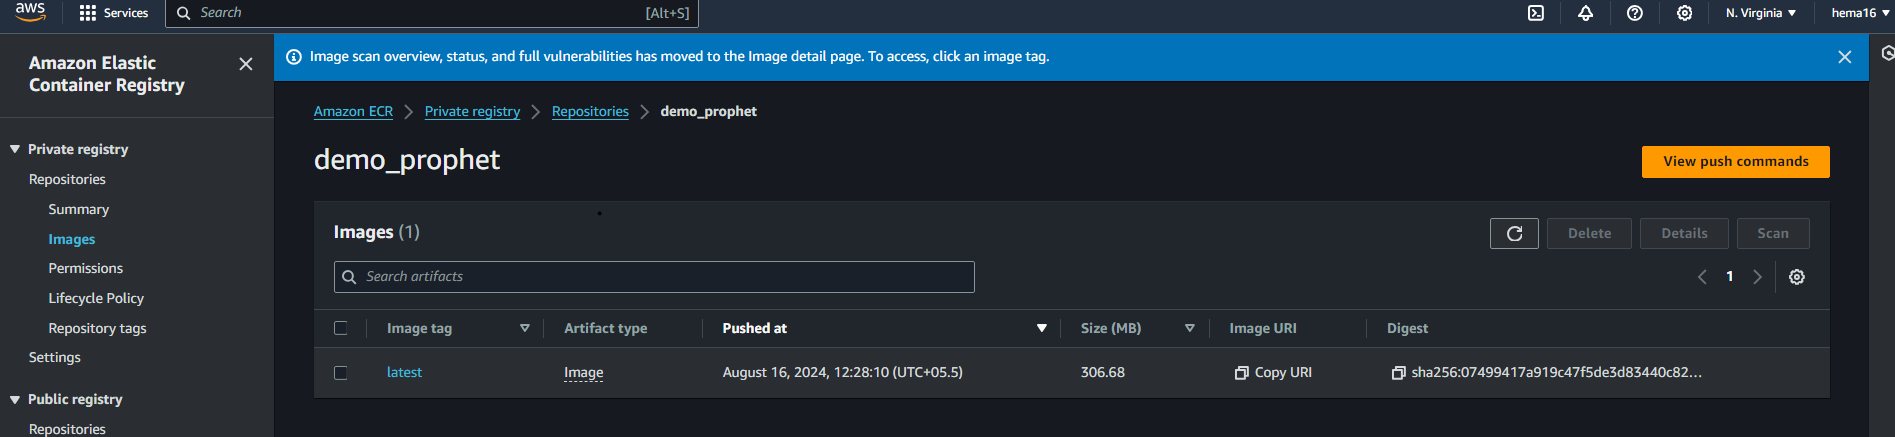 aws Services Search [Alt+S] N. Virginia hema16
Amazon Elastic
Container Registry
Private registry
Repositories
Summary
Images
Permissions
Lifecycle Policy
Repository tags
Settings
Public registry
Repositories
Image scan overview, status, and full vulnerabilities has moved to the Image detail page. To access, click an image tag.
Amazon ECR Private registry Repositories demo_prophet
demo_prophet View push commands
Images (1) Delete Details Scan
Search artifacts 1
Image tag Artifact type Pushed at Size (MB) Image URI Digest
latest Image August 16, 2024, 12:28:10 (UTC+05.5) 306.68 Copy URI sha256:07499417a919c47f5de3d83440c82...